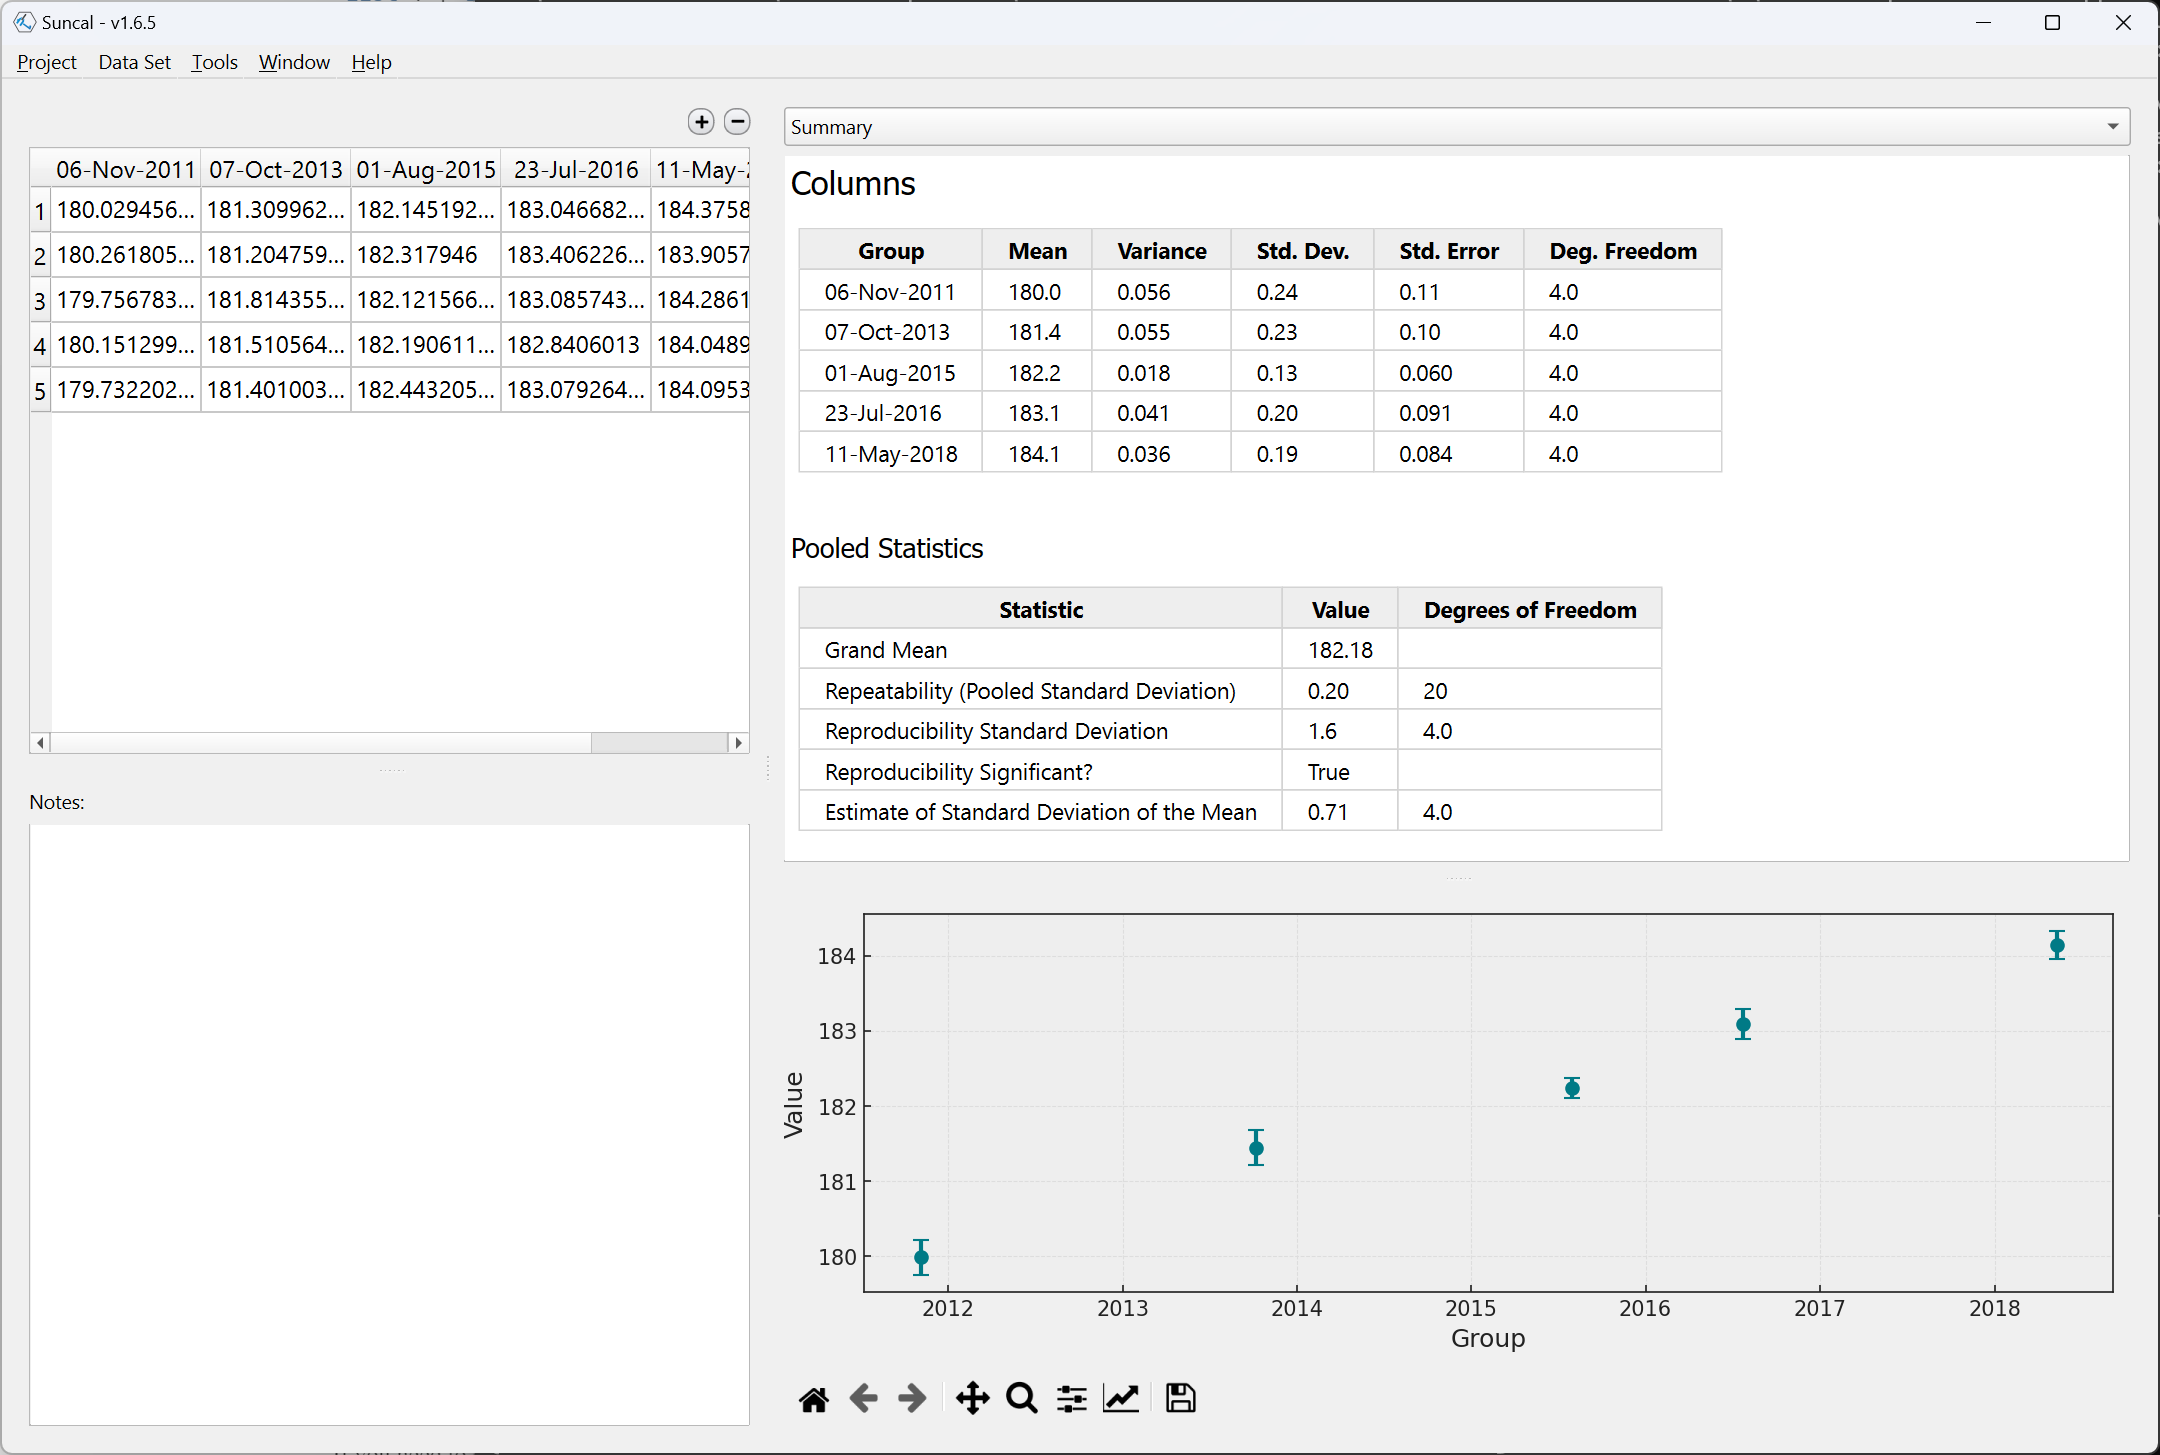 Suncal - v1.6.5
Project Data Set Tools Window Help
06-Nov-2011 07-Oct-2013 01-Aug-2015 23-Jul-2016 11-May-
1 180.029456... 181.309962... 182.145192... 183.046682... 184.3758
2 180.261805... 181.204759... 182.317946 183.406226... 183.9057
3 179.756783... 181.814355... 182.121566... 183.085743... 184.2861
4 180.151299... 181.510564... 182.190611... 182.8406013 184.0489
5 179.732202... 181.401003... 182.443205... 183.079264... 184.0953
Notes:
Summary
Columns
Group Mean Variance Std. Dev. Std. Error Deg. Freedom
06-Nov-2011 180.0 0.056 0.24 0.11 4.0
07-Oct-2013 181.4 0.055 0.23 0.10 4.0
01-Aug-2015 182.2 0.018 0.13 0.060 4.0
23-Jul-2016 183.1 0.041 0.20 0.091 4.0
11-May-2018 184.1 0.036 0.19 0.084 4.0
Pooled Statistics
Statistic Value Degrees of Freedom
Grand Mean 182.18
Repeatability (Pooled Standard Deviation) 0.20 20
Reproducibility Standard Deviation 1.6 4.0
Reproducibility Significant? True
Estimate of Standard Deviation of the Mean 0.71 4.0
184
183
182
181
180
Value
2012 2013 2014 2015 2016 2017 2018
Group